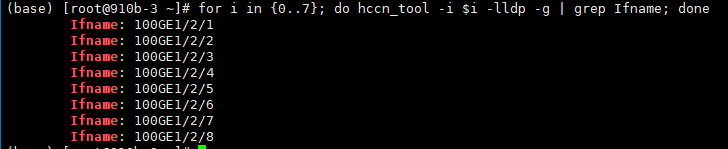 (base) [root@910b-3 ~]# for i in {0..7}; do hccn_tool -i $i -lldp -g | grep Ifname; done
Ifname: 100GE1/2/1
Ifname: 100GE1/2/2
Ifname: 100GE1/2/3
Ifname: 100GE1/2/4
Ifname: 100GE1/2/5
Ifname: 100GE1/2/6
Ifname: 100GE1/2/7
Ifname: 100GE1/2/8